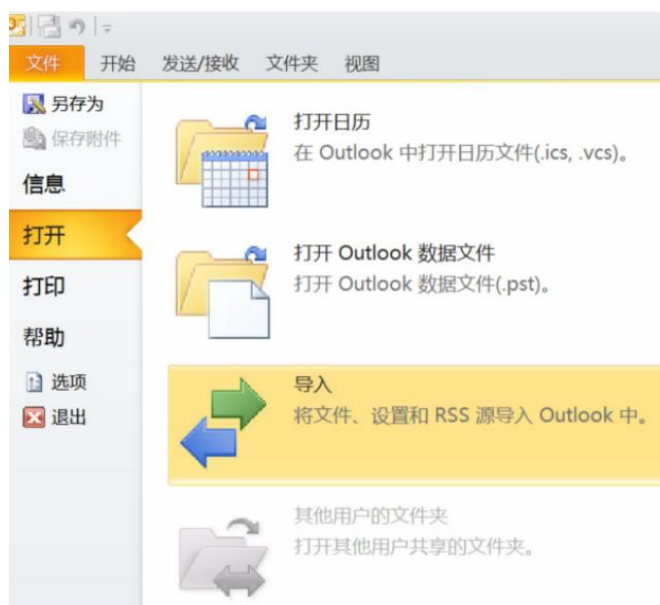 文件 开始 发送/接收 文件夹 视图
另存为
保存附件
信息
打开
打印
帮助
选项
退出
打开日历
在 Outlook 中打开日历文件(.ics, .vcs)。
打开 Outlook 数据文件
打开 Outlook 数据文件(.pst)。
导入
将文件、设置和 RSS 源导入 Outlook 中。
其他用户的文件夹
打开其他用户共享的文件夹。